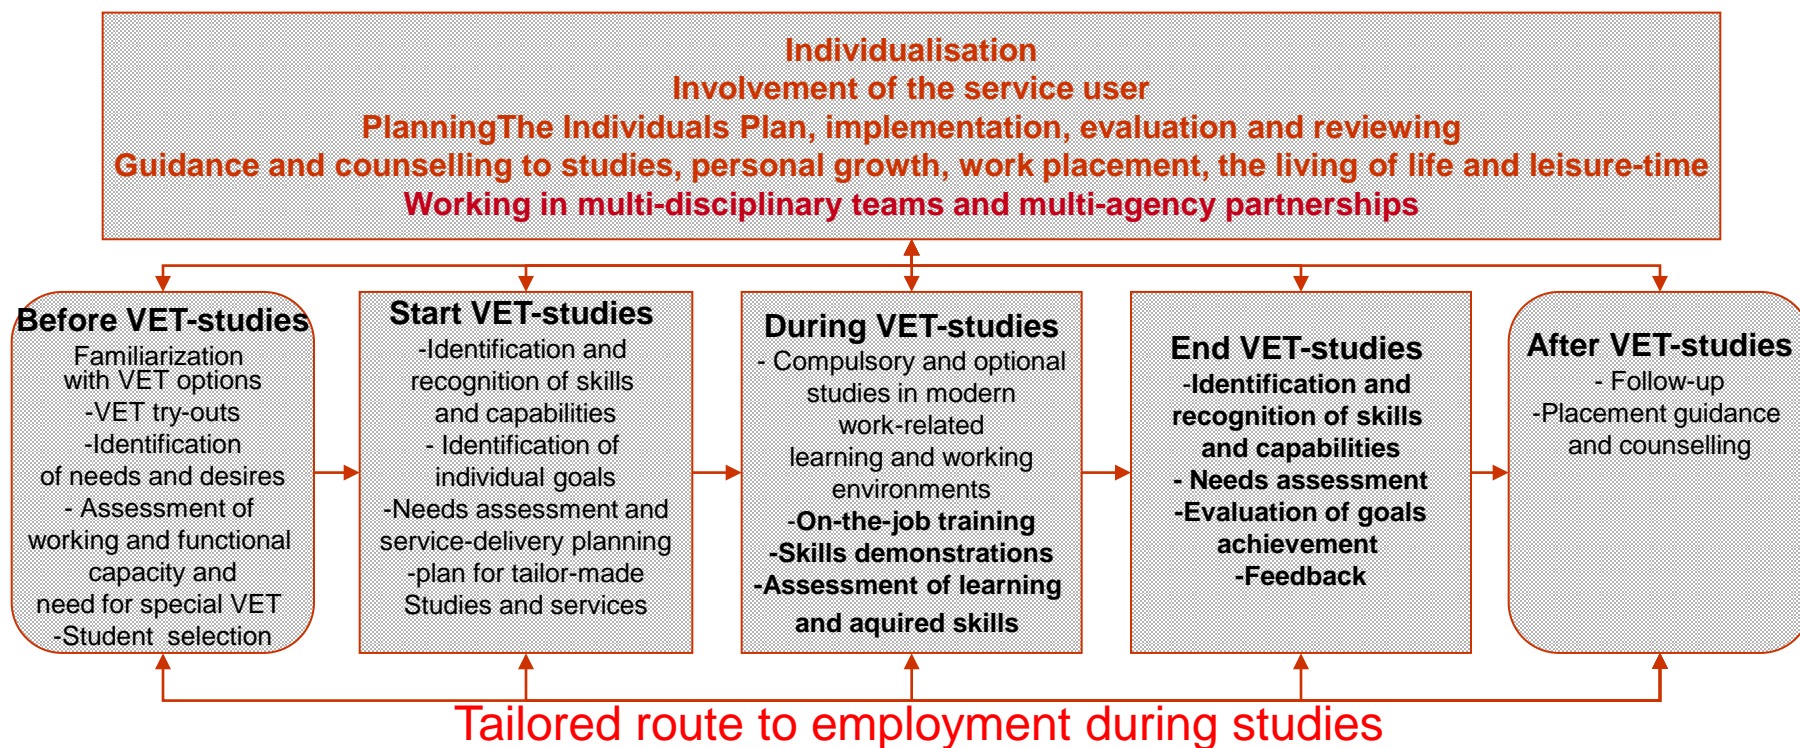 Individualisation
Involvement of the service user
PlanningThe Individuals Plan, implementation, evaluation and reviewing
Guidance and counselling to studies, personal growth, work placement, the living of life and leisure-time
Working in multi-disciplinary teams and multi-agency partnerships
Before VET-studies
Familiarization
with VET options
-VET try-outs
-Identification
of needs and desires
- Assessment of
working and functional
capacity and
need for special VET
-Student selection
Start VET-studies
-Identification and
recognition of skills
and capabilities
- Identification of
individual goals
-Needs assessment and
service-delivery planning
-plan for tailor-made
Studies and services
During VET-studies
- Compulsory and optional
studies in modern
work-related
learning and working
environments
-On-the-job training
-Skills demonstrations
-Assessment of learning
and aquired skills
End VET-studies
-Identification and
recognition of skills
and capabilities
- Needs assessment
-Evaluation of goals
achievement
-Feedback
After VET-studies
- Follow-up
-Placement guidance
and counselling
Tailored route to employment during studies